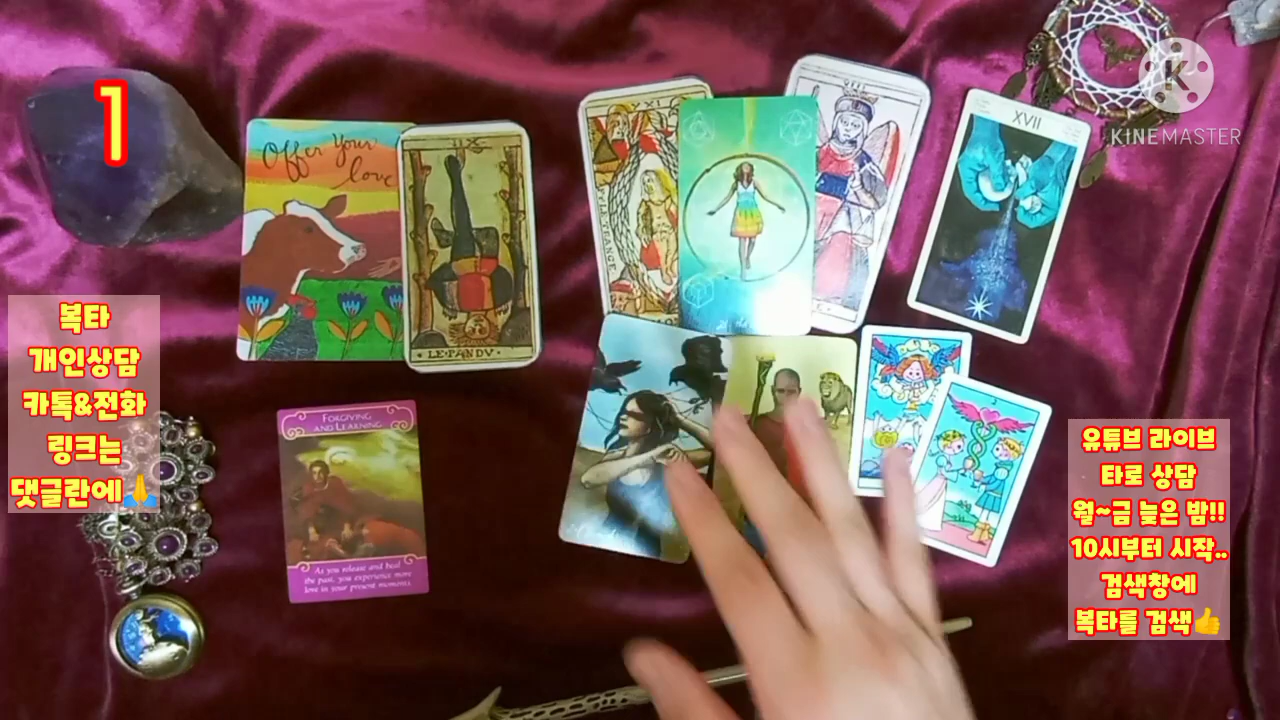 1
Offer Your
love
XII
LE·PANDV·
XXI
VIII
XVII
KINEMASTER
FORGIVING
AND LEARNING
As you release and heal
the past, you experience more
love in your present moments.
복타
개인상담
카톡&전화
링크는
댓글란에🙏
유튜브 라이브
타로 상담
월~금 늦은 밤!!
10시부터 시작..
검색창에
복타를 검색👍